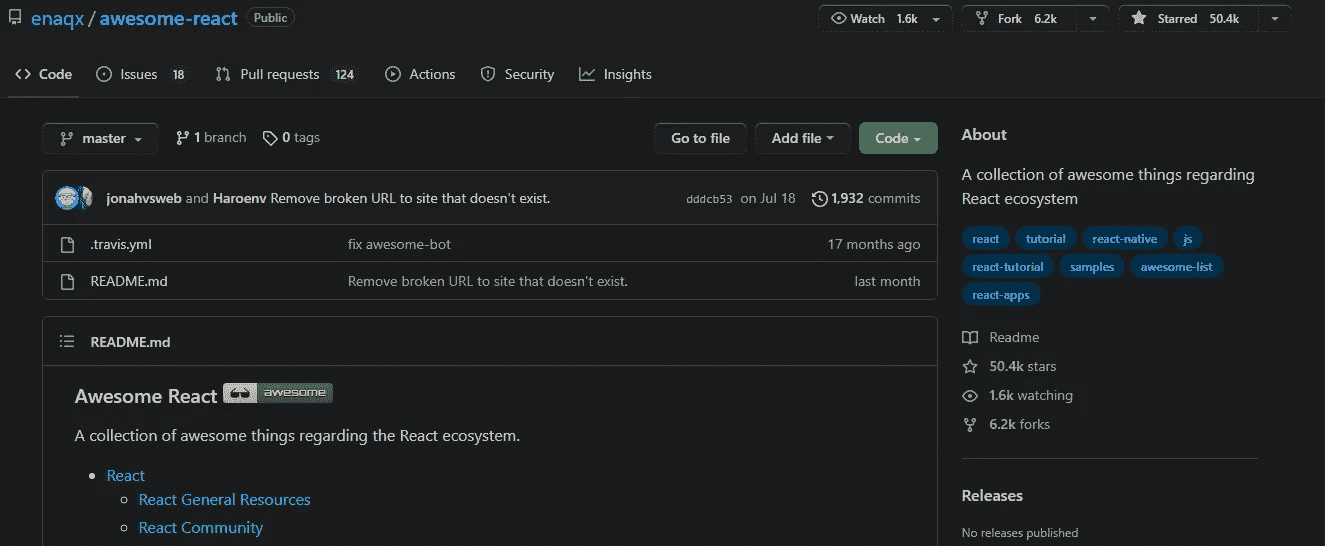 enaqx / awesome-react Public Watch 1.6k Fork 6.2k Starred 50.4k
Code Issues 18 Pull requests 124 Actions Security Insights
master 1 branch 0 tags Go to file Add file Code
jonahvsweb and Haroenv Remove broken URL to site that doesn't exist. dddcb53 on Jul 18 1,932 commits
.travis.yml fix awesome-bot 17 months ago
README.md Remove broken URL to site that doesn't exist. last month
README.md
Awesome React awesome
A collection of awesome things regarding the React ecosystem.
React
React General Resources
React Community
About
A collection of awesome things regarding
React ecosystem
react tutorial react-native js
react-tutorial samples awesome-list
react-apps
Readme
50.4k stars
1.6k watching
6.2k forks
Releases
No releases published